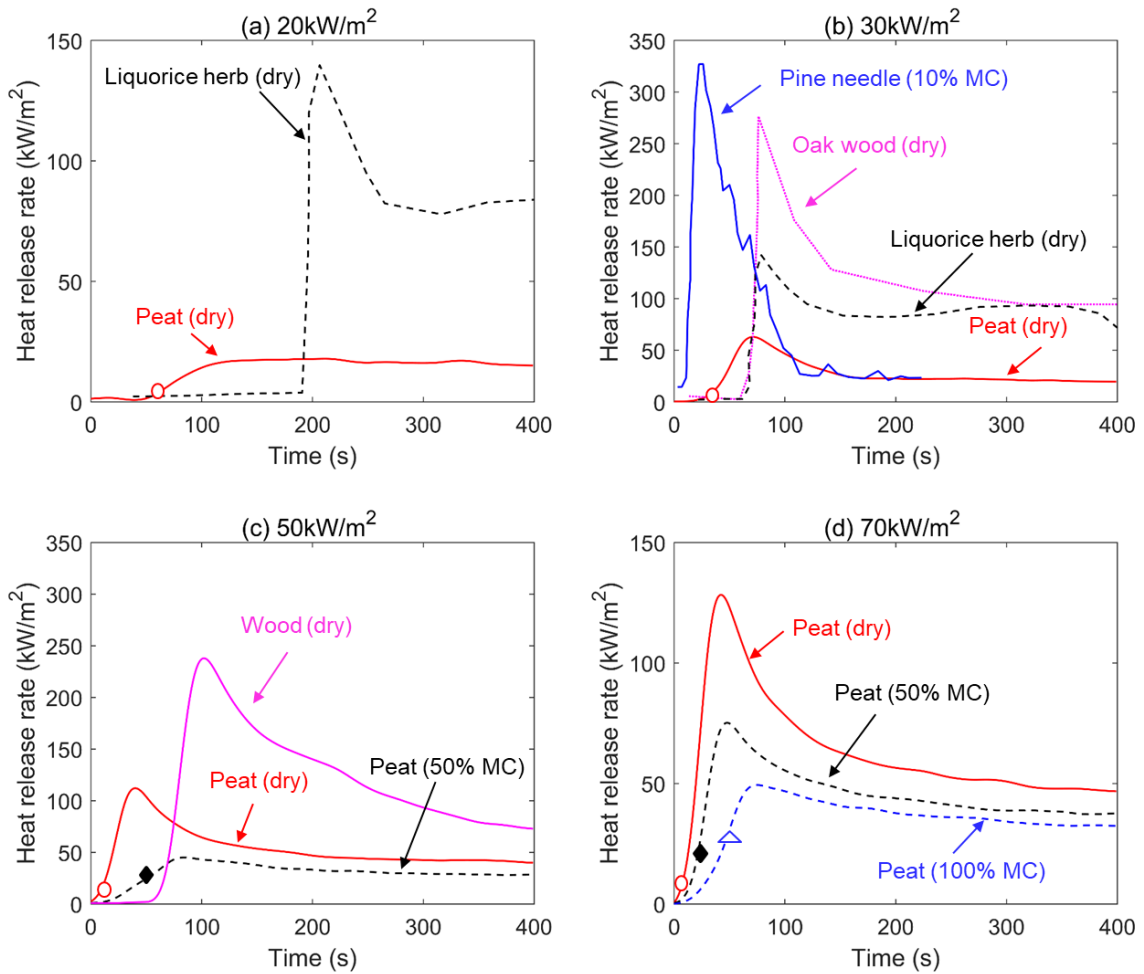 (a) 20kW/m²
150
100
50
0
0 100 200 300 400
Heat release rate (kW/m²)
Time (s)
Liquorice herb (dry)
Peat (dry)
(b) 30kW/m²
350
300
250
200
150
100
50
0
0 100 200 300 400
Heat release rate (kW/m²)
Time (s)
Pine needle (10% MC)
Oak wood (dry)
Liquorice herb (dry)
Peat (dry)
(c) 50kW/m²
350
300
250
200
150
100
50
0
0 100 200 300 400
Heat release rate (kW/m²)
Time (s)
Wood (dry)
Peat (50% MC)
Peat (dry)
(d) 70kW/m²
150
100
50
0
0 100 200 300 400
Heat release rate (kW/m²)
Time (s)
Peat (dry)
Peat (50% MC)
Peat (100% MC)